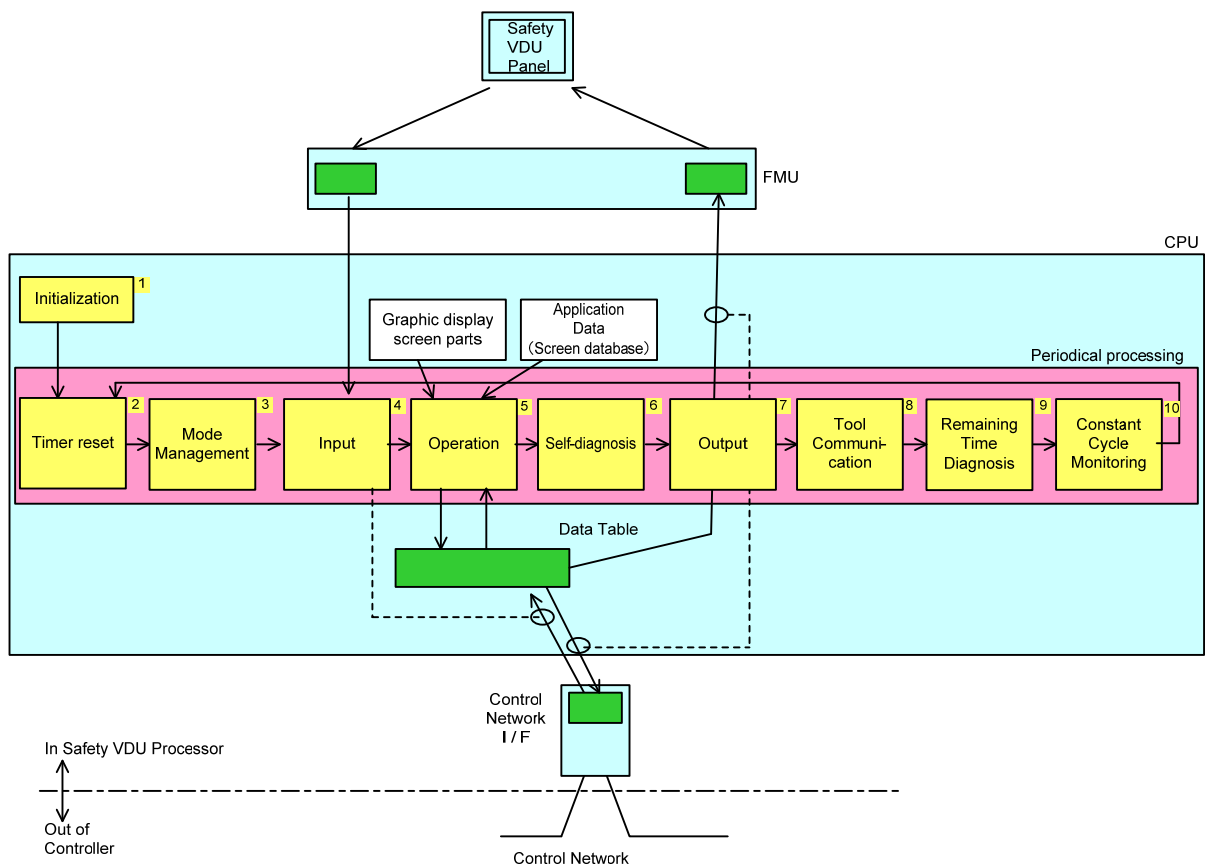 Safety
VDU
Panel
FMU
CPU
Initialization
1
Graphic display
screen parts
Application
Data
(Screen database)
Periodical processing
Timer reset
2
Mode
Management
3
Input
4
Operation
5
Self-diagnosis
6
Output
7
Tool
Communi-
cation
8
Remaining
Time
Diagnosis
9
Constant
Cycle
Monitoring
10
Data Table
Control
Network
I / F
In Safety VDU Processor
Out of
Controller
Control Network